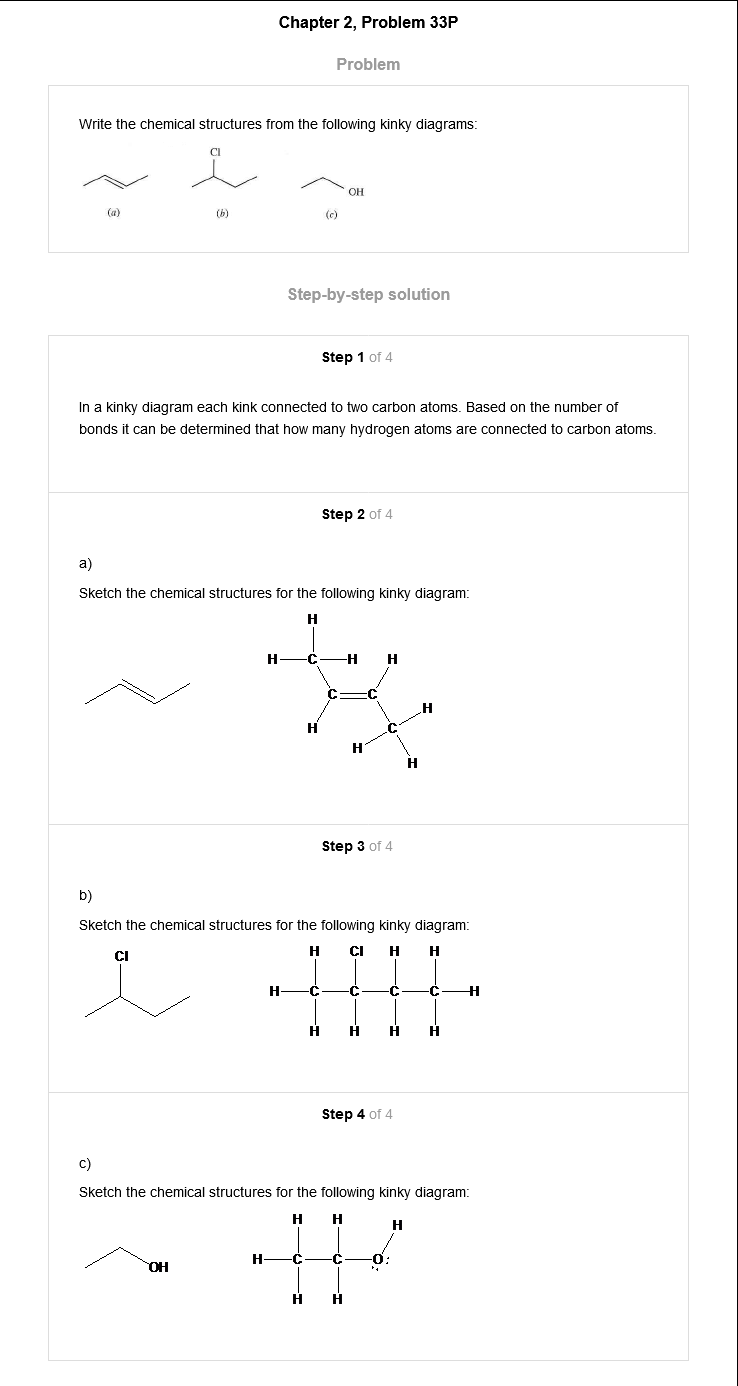 Chapter 2, Problem 33P
Problem
Write the chemical structures from the following kinky diagrams:
Cl
OH
(a) (b) (c)
Step-by-step solution
Step 1 of 4
In a kinky diagram each kink connected to two carbon atoms. Based on the number of
bonds it can be determined that how many hydrogen atoms are connected to carbon atoms.
Step 2 of 4
a)
Sketch the chemical structures for the following kinky diagram:
H
H C H H
C C
H
H C
H
H
Step 3 of 4
b)
Sketch the chemical structures for the following kinky diagram:
Cl H Cl H H
H C C C C H
H H H H
Step 4 of 4
c)
Sketch the chemical structures for the following kinky diagram:
H H H
OH H C C O:
H H